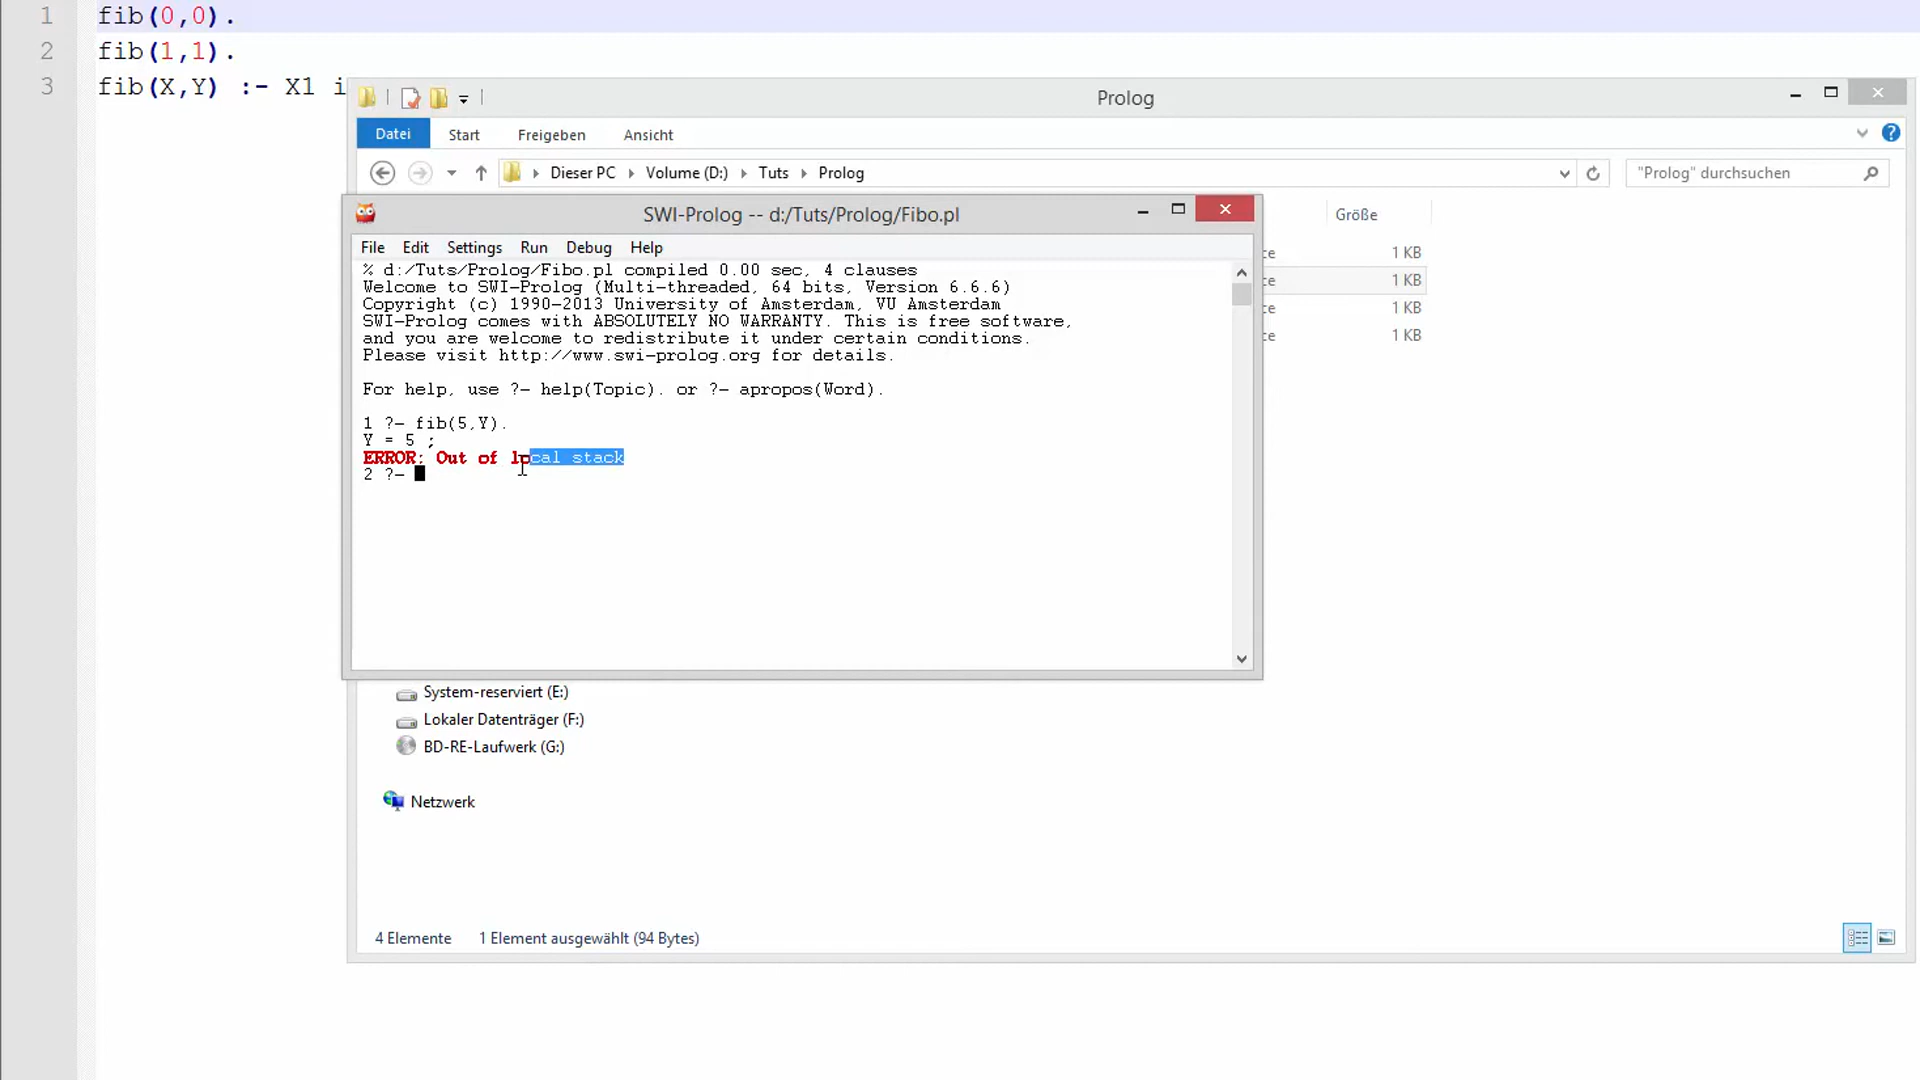 1 fib(0,0).
2 fib(1,1).
3 fib(X,Y) :- X1 i
Prolog
Datei Start Freigeben Ansicht
Dieser PC Volume (D:) Tuts Prolog "Prolog" durchsuchen
SWI-Prolog -- d:/Tuts/Prolog/Fibo.pl
Größe
File Edit Settings Run Debug Help
ce 1 KB
ce 1 KB
ce 1 KB
ce 1 KB
% d:/Tuts/Prolog/Fibo.pl compiled 0.00 sec, 4 clauses
Welcome to SWI-Prolog (Multi-threaded, 64 bits, Version 6.6.6)
Copyright (c) 1990-2013 University of Amsterdam, VU Amsterdam
SWI-Prolog comes with ABSOLUTELY NO WARRANTY. This is free software,
and you are welcome to redistribute it under certain conditions.
Please visit http://www.swi-prolog.org for details.
For help, use ?- help(Topic). or ?- apropos(Word).
1 ?- fib(5,Y).
Y = 5 ;
ERROR: Out of local stack
2 ?-
System-reserviert (E:)
Lokaler Datenträger (F:)
BD-RE-Laufwerk (G:)
Netzwerk
4 Elemente 1 Element ausgewählt (94 Bytes)